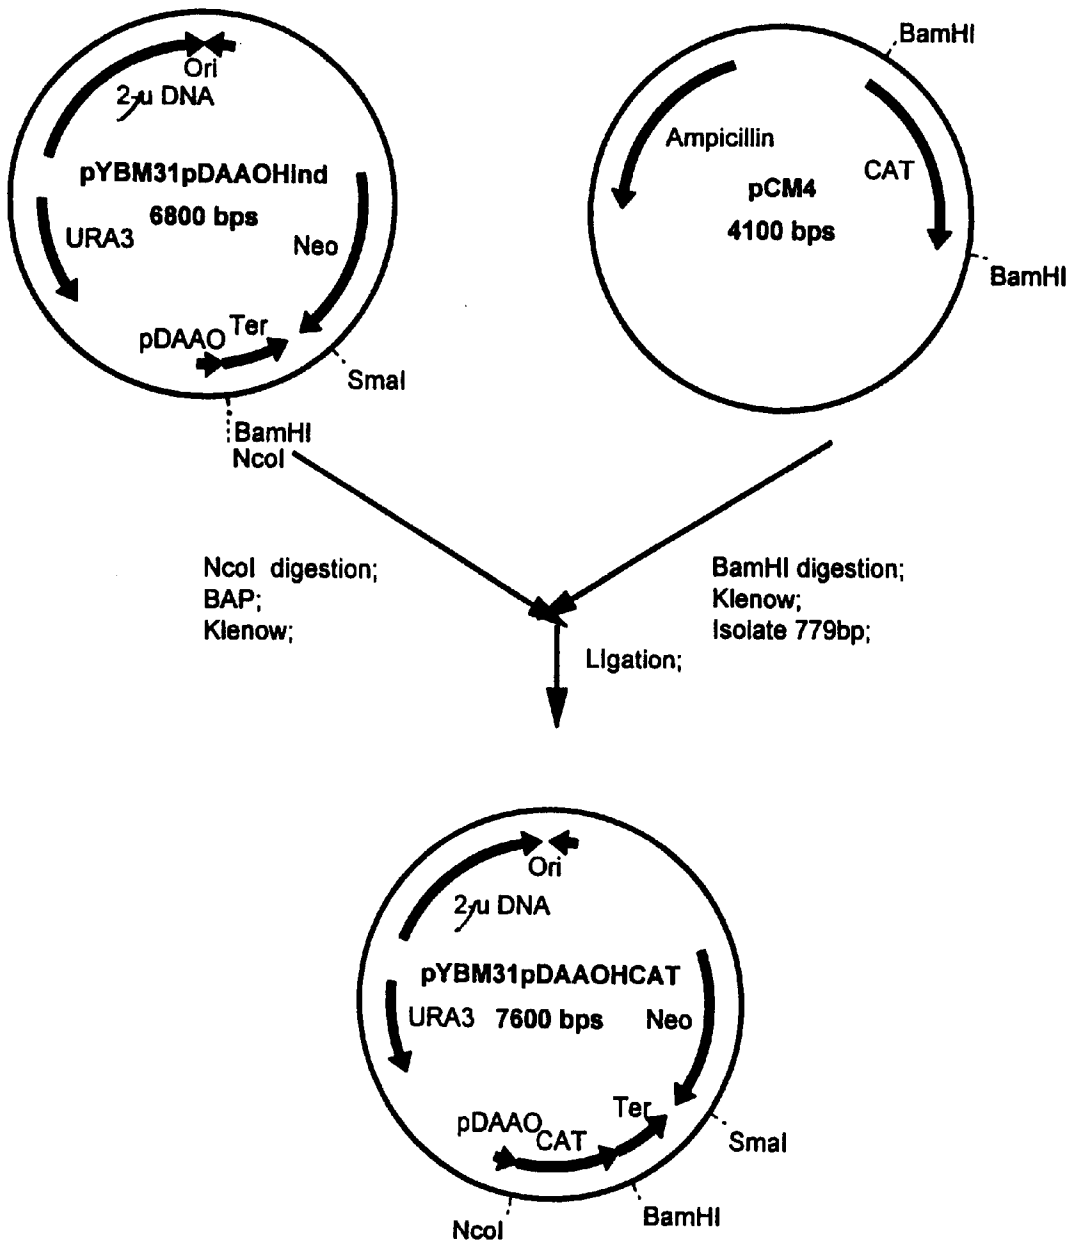 Ori
2-u DNA
pYBM31pDAAOHind
6800 bps
URA3
Neo
pDAAO
Ter
SmaI
BamHI
NcoI
BamHI
Ampicillin
CAT
pCM4
4100 bps
BamHI
NcoI digestion;
BAP;
Klenow;
BamHI digestion;
Klenow;
Isolate 779bp;
Ligation;
Ori
2-u DNA
pYBM31pDAAOHCAT
URA3 7600 bps Neo
pDAAO
CAT
Ter
SmaI
BamHI
NcoI